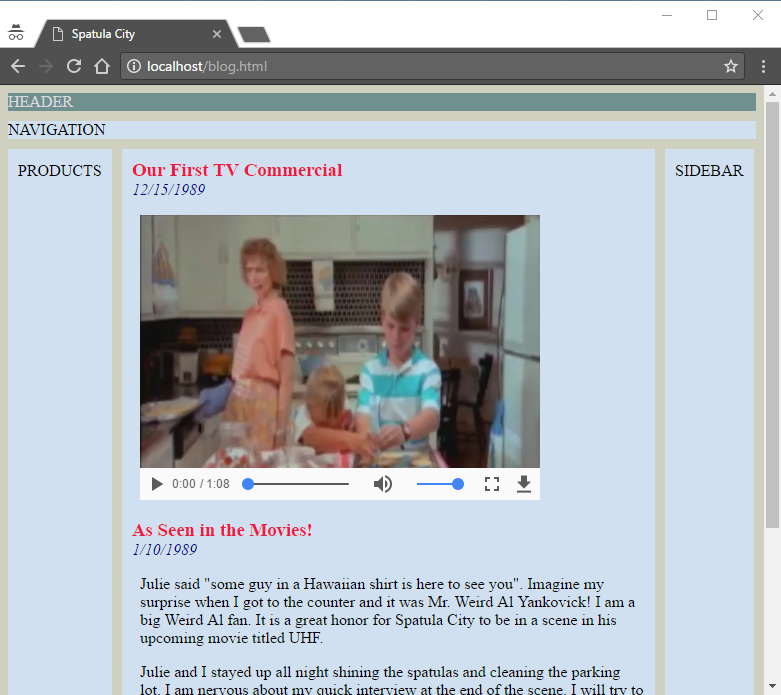 Spatula City
localhost/blog.html
HEADER
NAVIGATION
PRODUCTS
Our First TV Commercial
12/15/1989
0:00 / 1:08
As Seen in the Movies!
1/10/1989
Julie said "some guy in a Hawaiian shirt is here to see you". Imagine my
surprise when I got to the counter and it was Mr. Weird Al Yankovick! I am a
big Weird Al fan. It is a great honor for Spatula City to be in a scene in his
upcoming movie titled UHF.
Julie and I stayed up all night shining the spatulas and cleaning the parking
lot. I am nervous about my quick interview at the end of the scene. I will try to
SIDEBAR